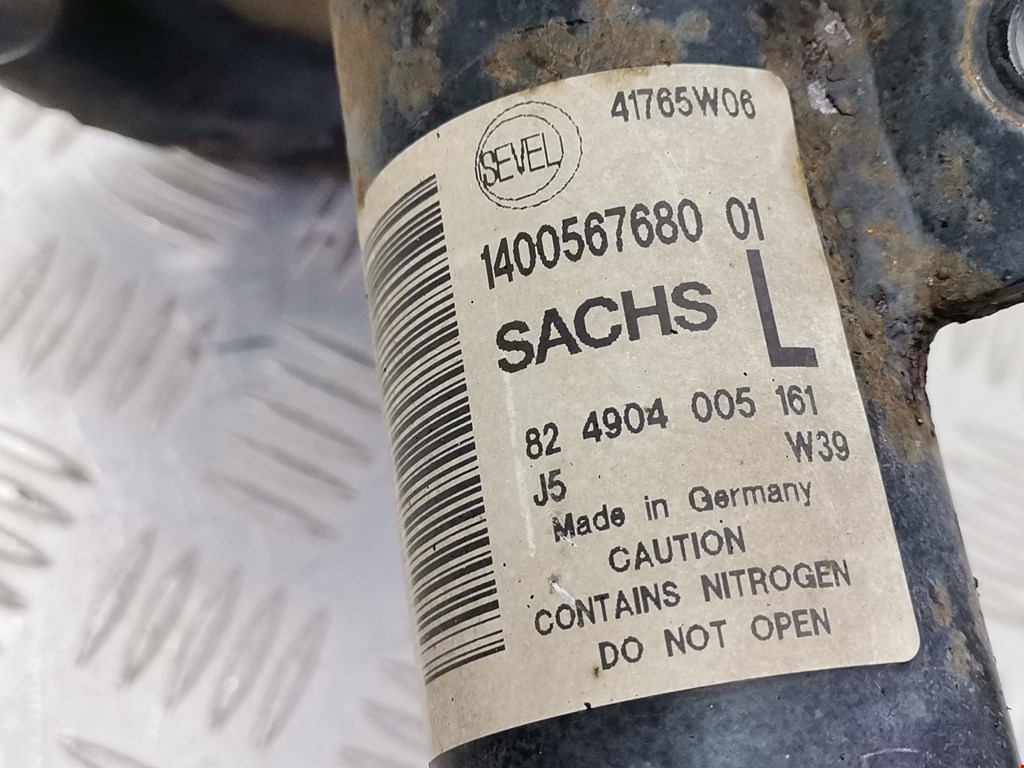 41765W06
SEVEL
1400567680 01
SACHS L
82 4904 005 161
J5 W39
Made in Germany
CAUTION
CONTAINS NITROGEN
DO NOT OPEN